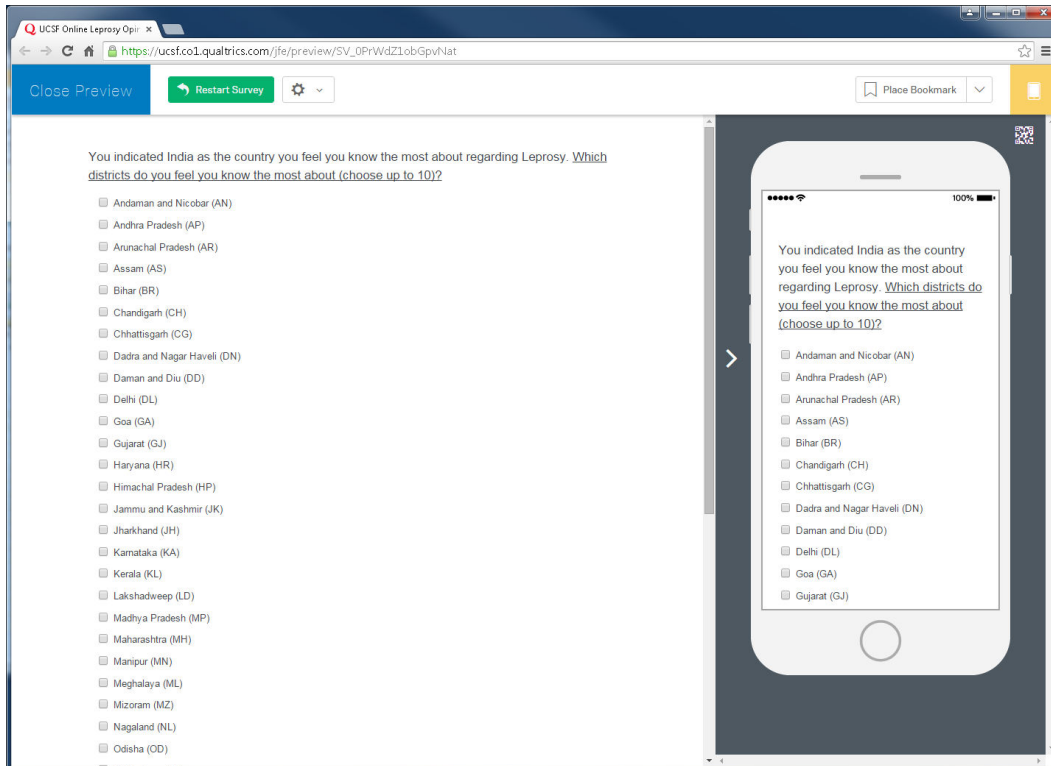 UCSF Online Leprosy Opin
https://ucsf.co1.qualtrics.com/jfe/preview/SV_0PrWdZ1obGpvNat
Close Preview
Restart Survey
Place Bookmark
You indicated India as the country you feel you know the most about regarding Leprosy. Which
districts do you feel you know the most about (choose up to 10)?
Andaman and Nicobar (AN)
Andhra Pradesh (AP)
Arunachal Pradesh (AR)
Assam (AS)
Bihar (BR)
Chandigarh (CH)
Chhattisgarh (CG)
Dadra and Nagar Haveli (DN)
Daman and Diu (DD)
Delhi (DL)
Goa (GA)
Gujarat (GJ)
Haryana (HR)
Himachal Pradesh (HP)
Jammu and Kashmir (JK)
Jharkhand (JH)
Karnataka (KA)
Kerala (KL)
Lakshadweep (LD)
Madhya Pradesh (MP)
Maharashtra (MH)
Manipur (MN)
Meghalaya (ML)
Mizoram (MZ)
Nagaland (NL)
Odisha (OD)
100%
You indicated India as the country
you feel you know the most about
regarding Leprosy. Which districts do
you feel you know the most about
(choose up to 10)?
Andaman and Nicobar (AN)
Andhra Pradesh (AP)
Arunachal Pradesh (AR)
Assam (AS)
Bihar (BR)
Chandigarh (CH)
Chhattisgarh (CG)
Dadra and Nagar Haveli (DN)
Daman and Diu (DD)
Delhi (DL)
Goa (GA)
Gujarat (GJ)